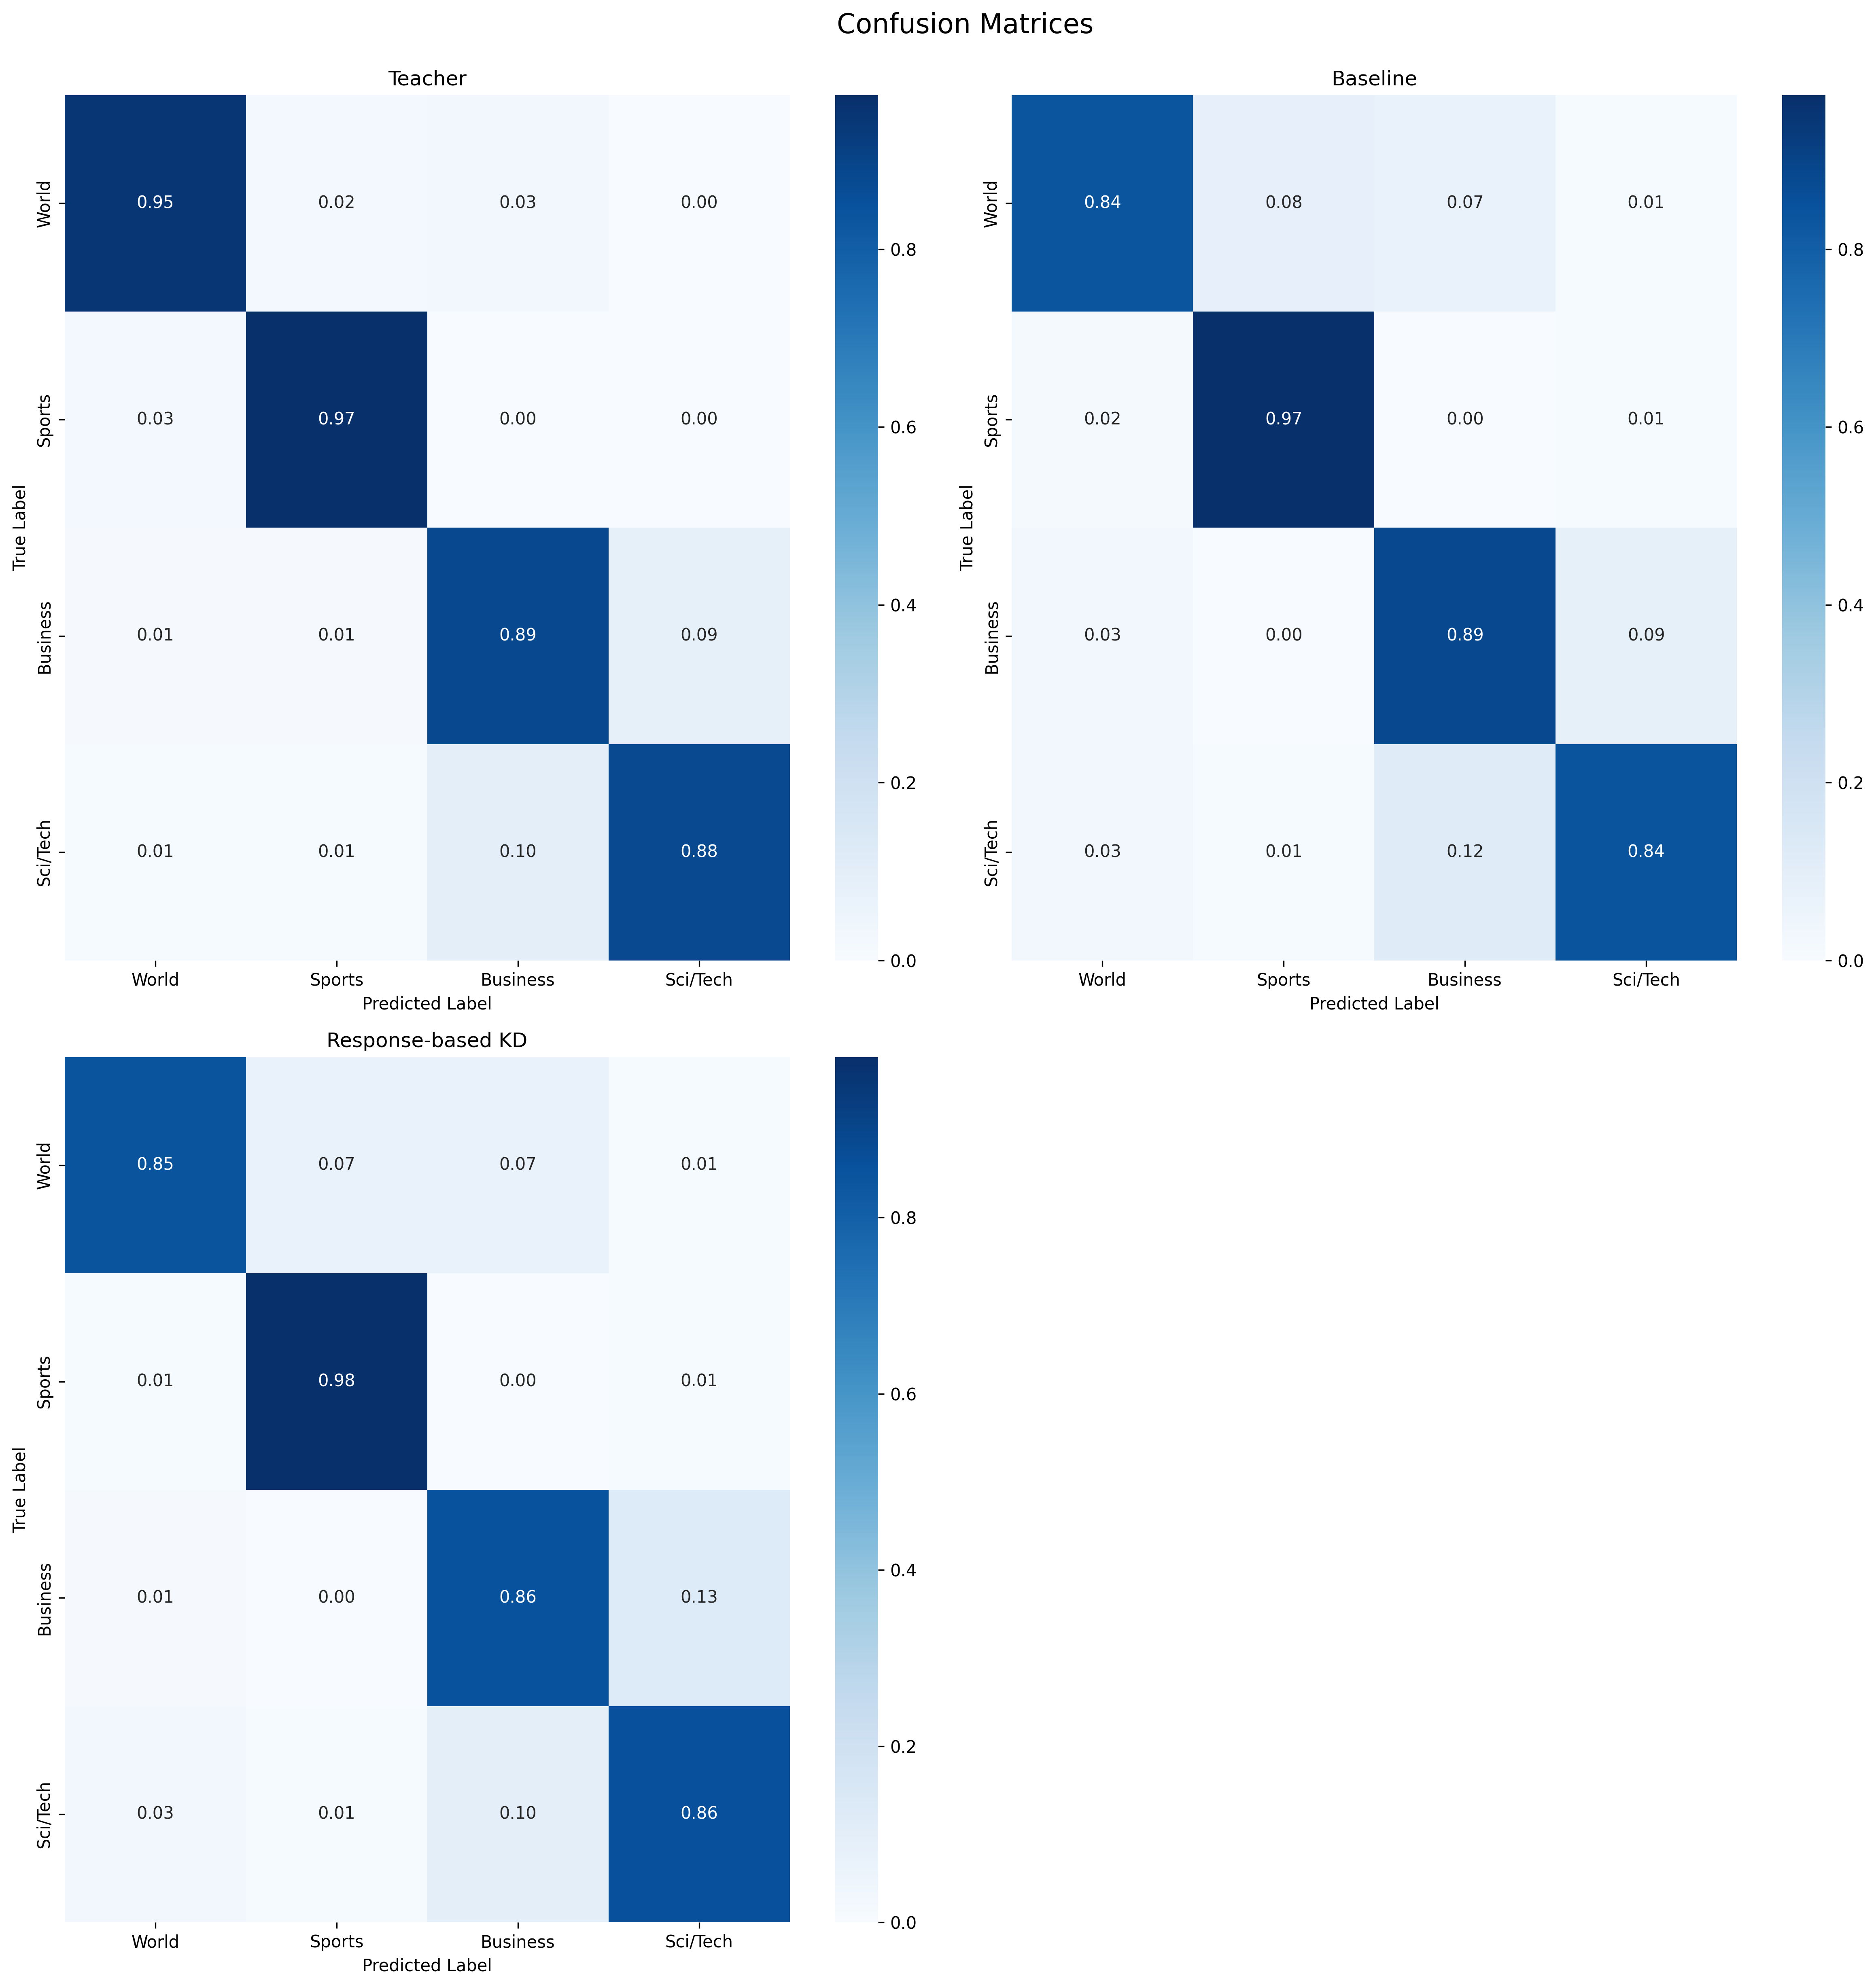 Confusion Matrices
Teacher
World 0.95 0.02 0.03 0.00
Sports 0.03 0.97 0.00 0.00
Business 0.01 0.01 0.89 0.09
Sci/Tech 0.01 0.01 0.10 0.88
True Label
World Sports Business Sci/Tech
Predicted Label
0.8
0.6
0.4
0.2
0.0
Baseline
World 0.84 0.08 0.07 0.01
Sports 0.02 0.97 0.00 0.01
Business 0.03 0.00 0.89 0.09
Sci/Tech 0.03 0.01 0.12 0.84
True Label
World Sports Business Sci/Tech
Predicted Label
0.8
0.6
0.4
0.2
0.0
Response-based KD
World 0.85 0.07 0.07 0.01
Sports 0.01 0.98 0.00 0.01
Business 0.01 0.00 0.86 0.13
Sci/Tech 0.03 0.01 0.10 0.86
True Label
World Sports Business Sci/Tech
Predicted Label
0.8
0.6
0.4
0.2
0.0